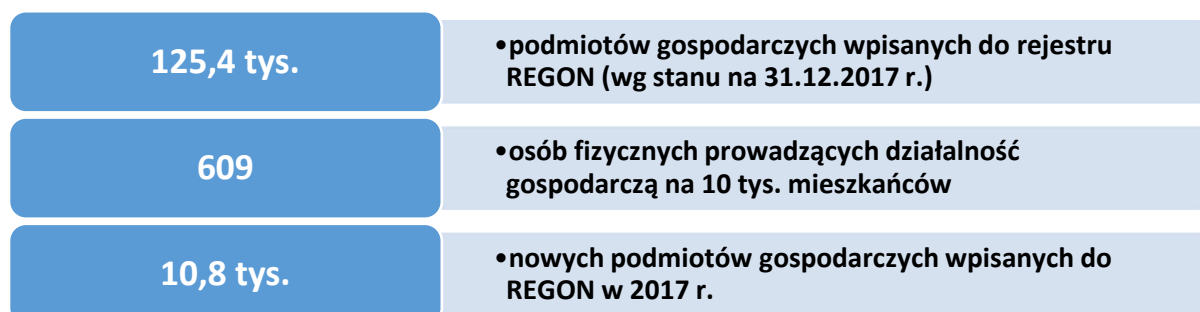 125,4 tys.
•podmiotów gospodarczych wpisanych do rejestru
REGON (wg stanu na 31.12.2017 r.)
609
•osób fizycznych prowadzących działalność
gospodarczą na 10 tys. mieszkańców
10,8 tys.
•nowych podmiotów gospodarczych wpisanych do
REGON w 2017 r.